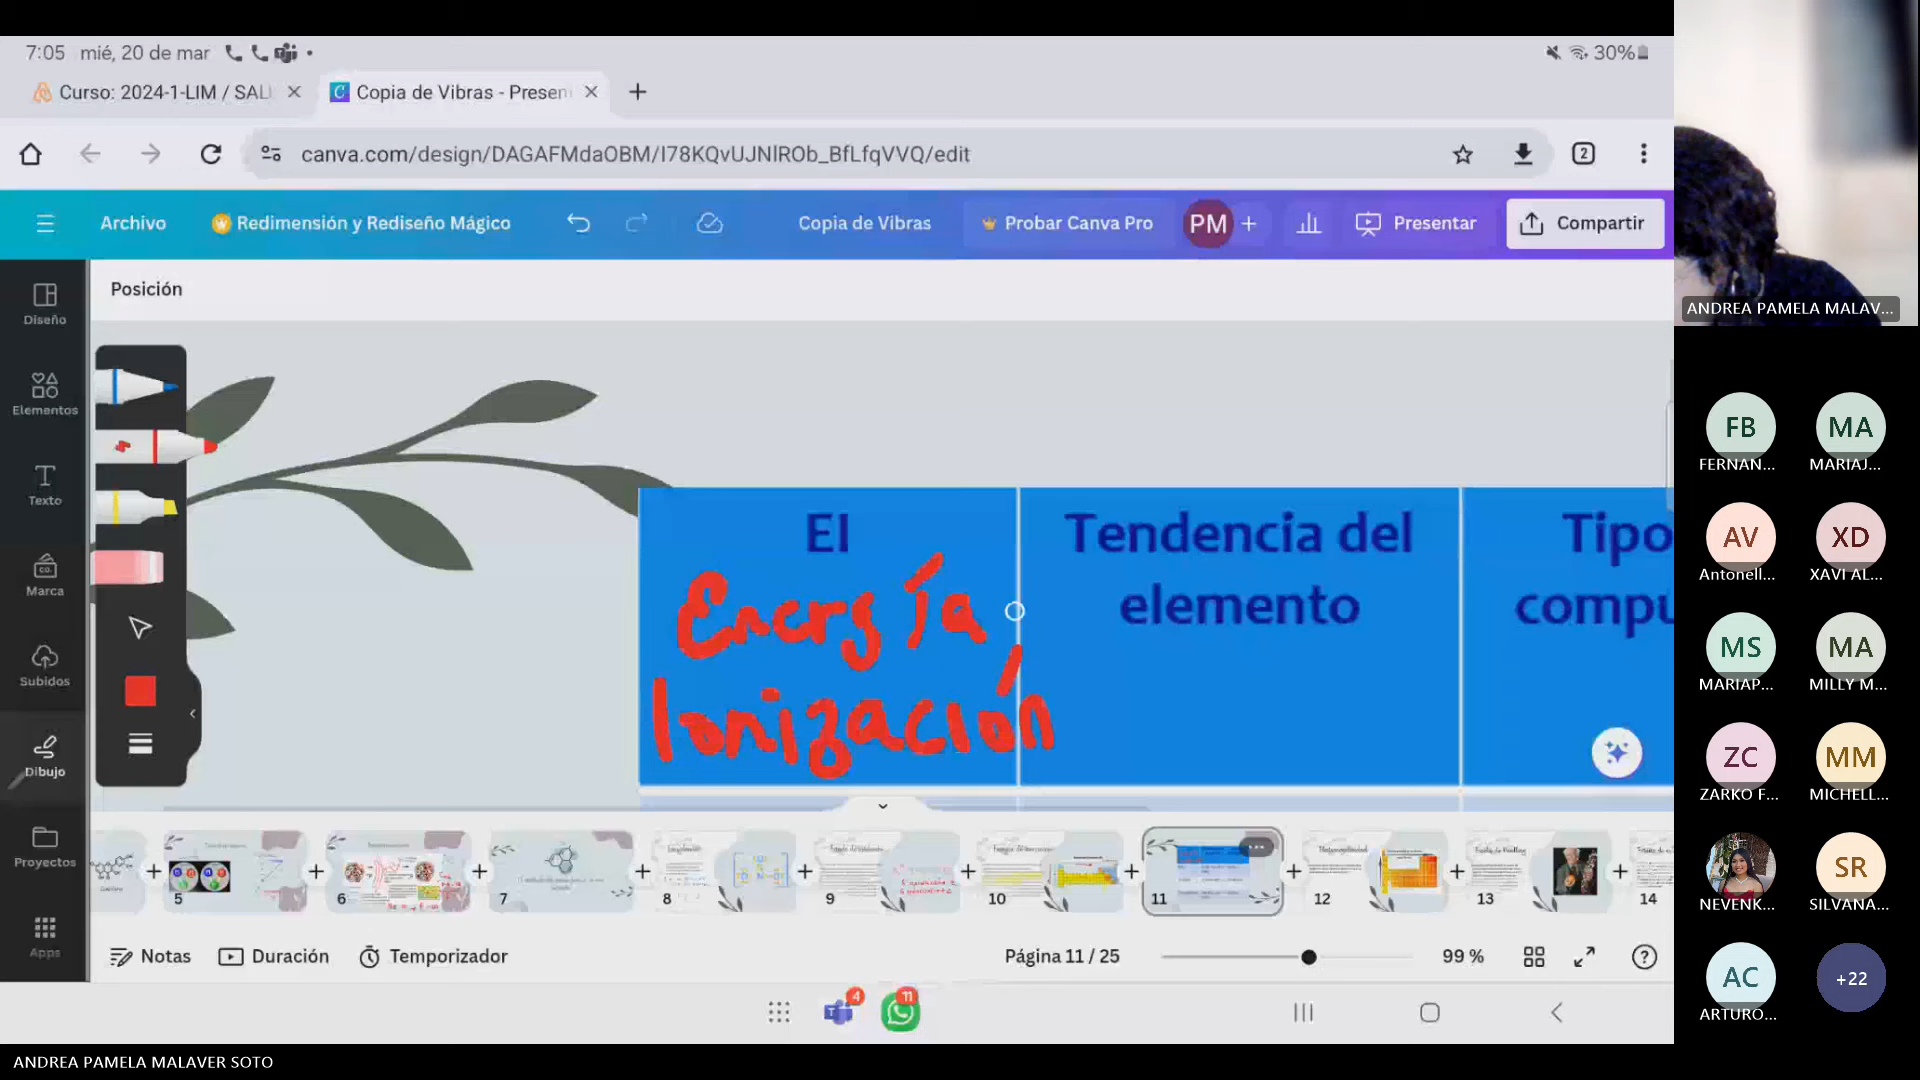 7:05 mié, 20 de mar
30%
Curso: 2024-1-LIM / SAL
Copia de Vibras - Presen
canva.com/design/DAGAFMdaOBM/I78KQvUJNlROb_BfLfqVVQ/edit
2
Archivo
Redimensión y Rediseño Mágico
Copia de Vibras
Probar Canva Pro
PM
Presentar
Compartir
Posición
Diseño
Elementos
Texto
CO.
Marca
Subidos
Dibujo
Proyectos
Apps
EI
Energía
Ionización
Tendencia del
elemento
Tipo
compu
5
6
7
8
9
10
11
12
13
14
Notas
Duración
Temporizador
Página 11 / 25
99 %
4
11
ANDREA PAMELA MALAVER SOTO
ANDREA PAMELA MALAV...
FB
FERNAN...
MA
MARIAJ...
AV
Antonell...
XD
XAVI AL...
MS
MARIAP...
MA
MILLY M...
ZC
ZARKO F...
MM
MICHELL...
NEVENK...
SR
SILVANA...
AC
ARTURO...
+22